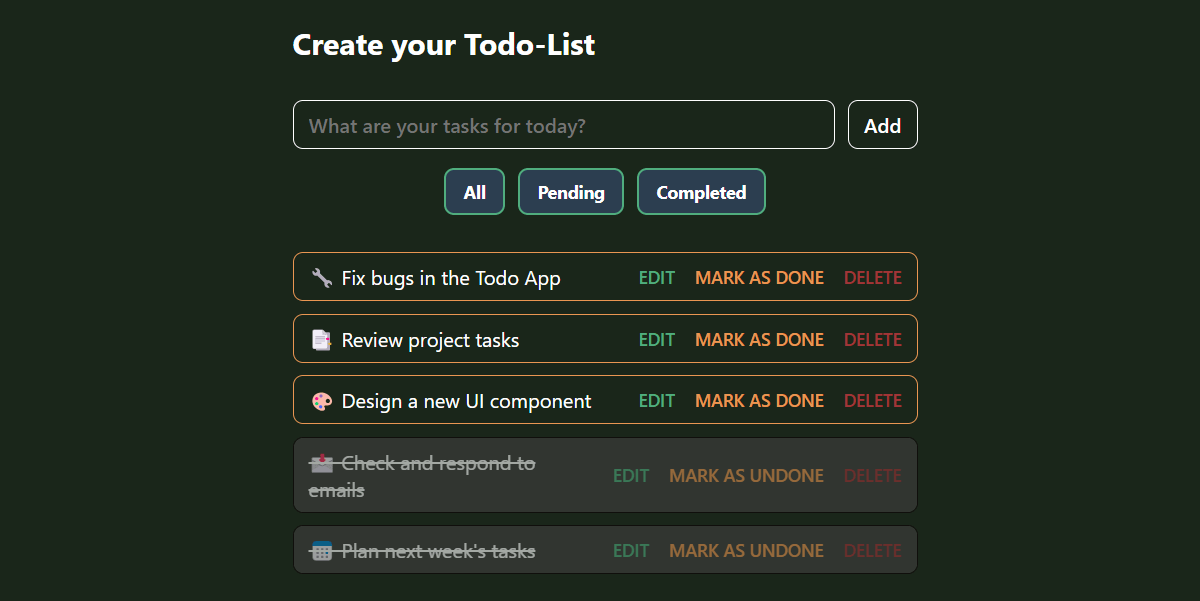 Create your Todo-List
What are your tasks for today? Add
All Pending Completed
🔧 Fix bugs in the Todo App EDIT MARK AS DONE DELETE
📑 Review project tasks EDIT MARK AS DONE DELETE
🎨 Design a new UI component EDIT MARK AS DONE DELETE
📩 Check and respond to
emails EDIT MARK AS UNDONE DELETE
📅 Plan next week's tasks EDIT MARK AS UNDONE DELETE